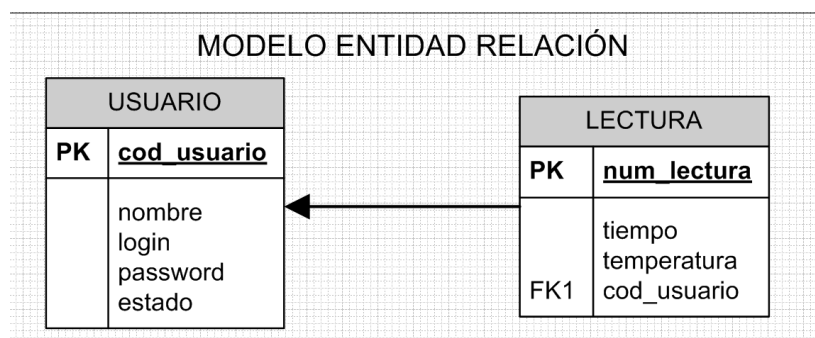 MODELO ENTIDAD RELACIÓN
USUARIO
PK cod_usuario
nombre
login
password
estado
LECTURA
PK num_lectura
tiempo
temperatura
FK1 cod_usuario